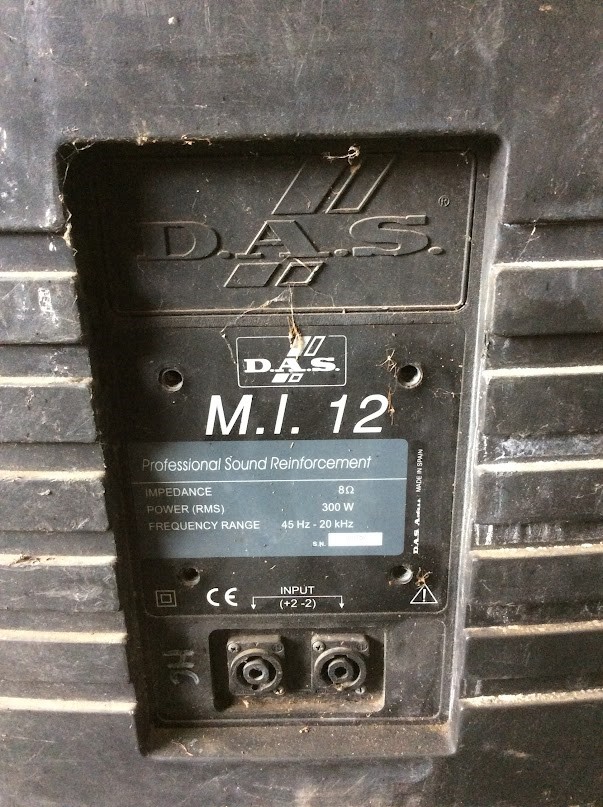 D.A.S. ®
D.A.S.
M.I. 12
Professional Sound Reinforcement
IMPEDANCE 8Ω
POWER (RMS) 300 W
FREQUENCY RANGE 45 Hz - 20 kHz
S.N.
D.A.S. MADE IN SPAIN
CE
INPUT
(+2 -2)